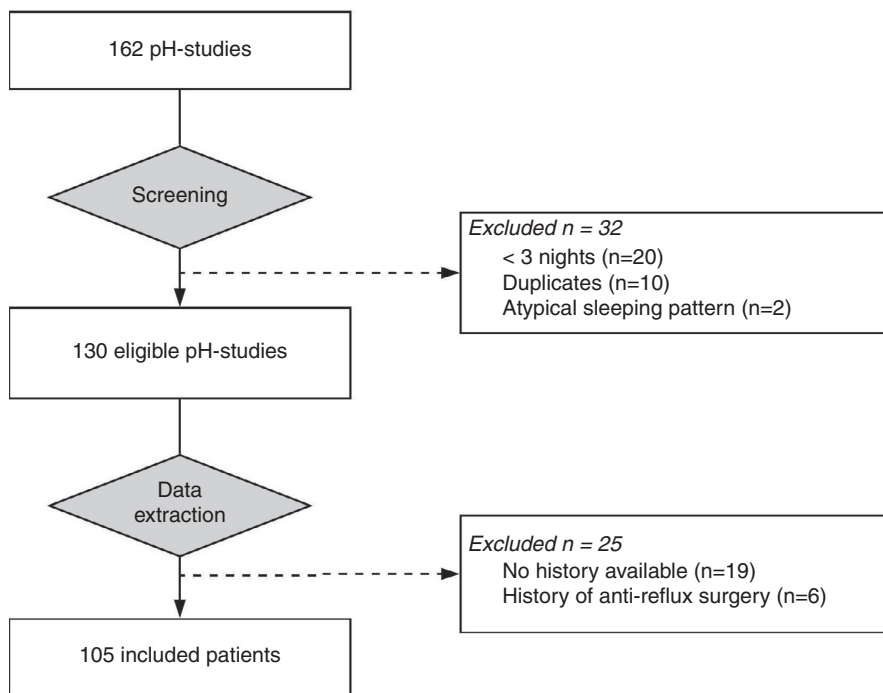 162 pH-studies
Screening
Excluded n = 32
< 3 nights (n=20)
Duplicates (n=10)
Atypical sleeping pattern (n=2)
130 eligible pH-studies
Data
extraction
Excluded n = 25
No history available (n=19)
History of anti-reflux surgery (n=6)
105 included patients